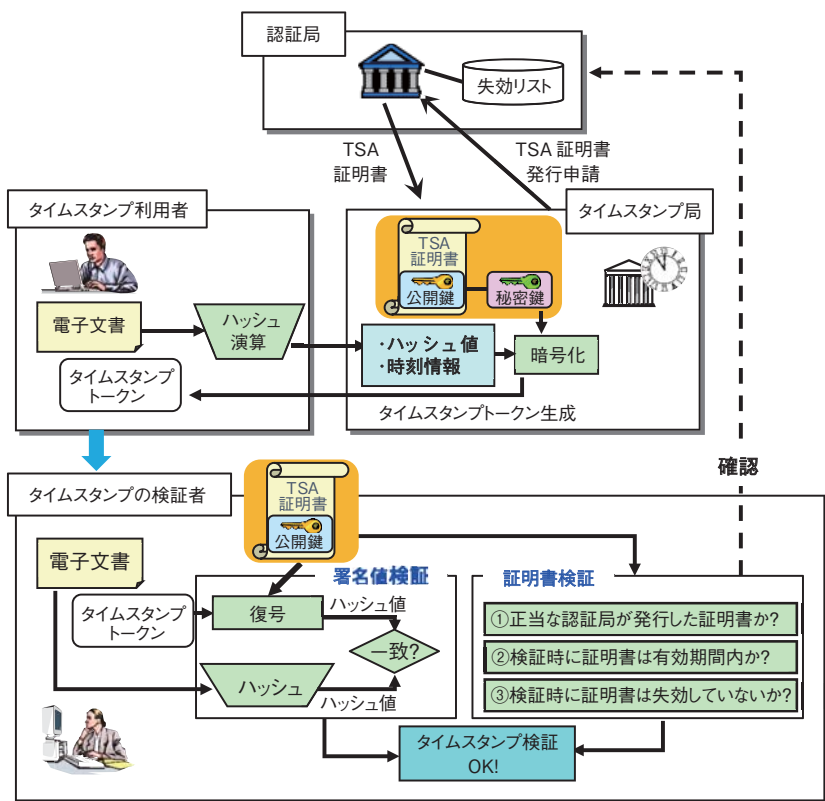 認証局
失効リスト
TSA
証明書
TSA 証明書
発行申請
タイムスタンプ利用者
タイムスタンプ局
TSA
証明書
公開鍵
秘密鍵
電子文書
ハッシュ
演算
・ハッシュ値
・時刻情報
暗号化
タイムスタンプ
トークン
タイムスタンプトークン生成
確認
タイムスタンプの検証者
TSA
証明書
公開鍵
電子文書
署名値検証
証明書検証
タイムスタンプ
トークン
復号
ハッシュ値
一致?
ハッシュ
ハッシュ値
①正当な認証局が発行した証明書か?
②検証時に証明書は有効期間内か?
③検証時に証明書は失効していないか?
タイムスタンプ検証
OK!